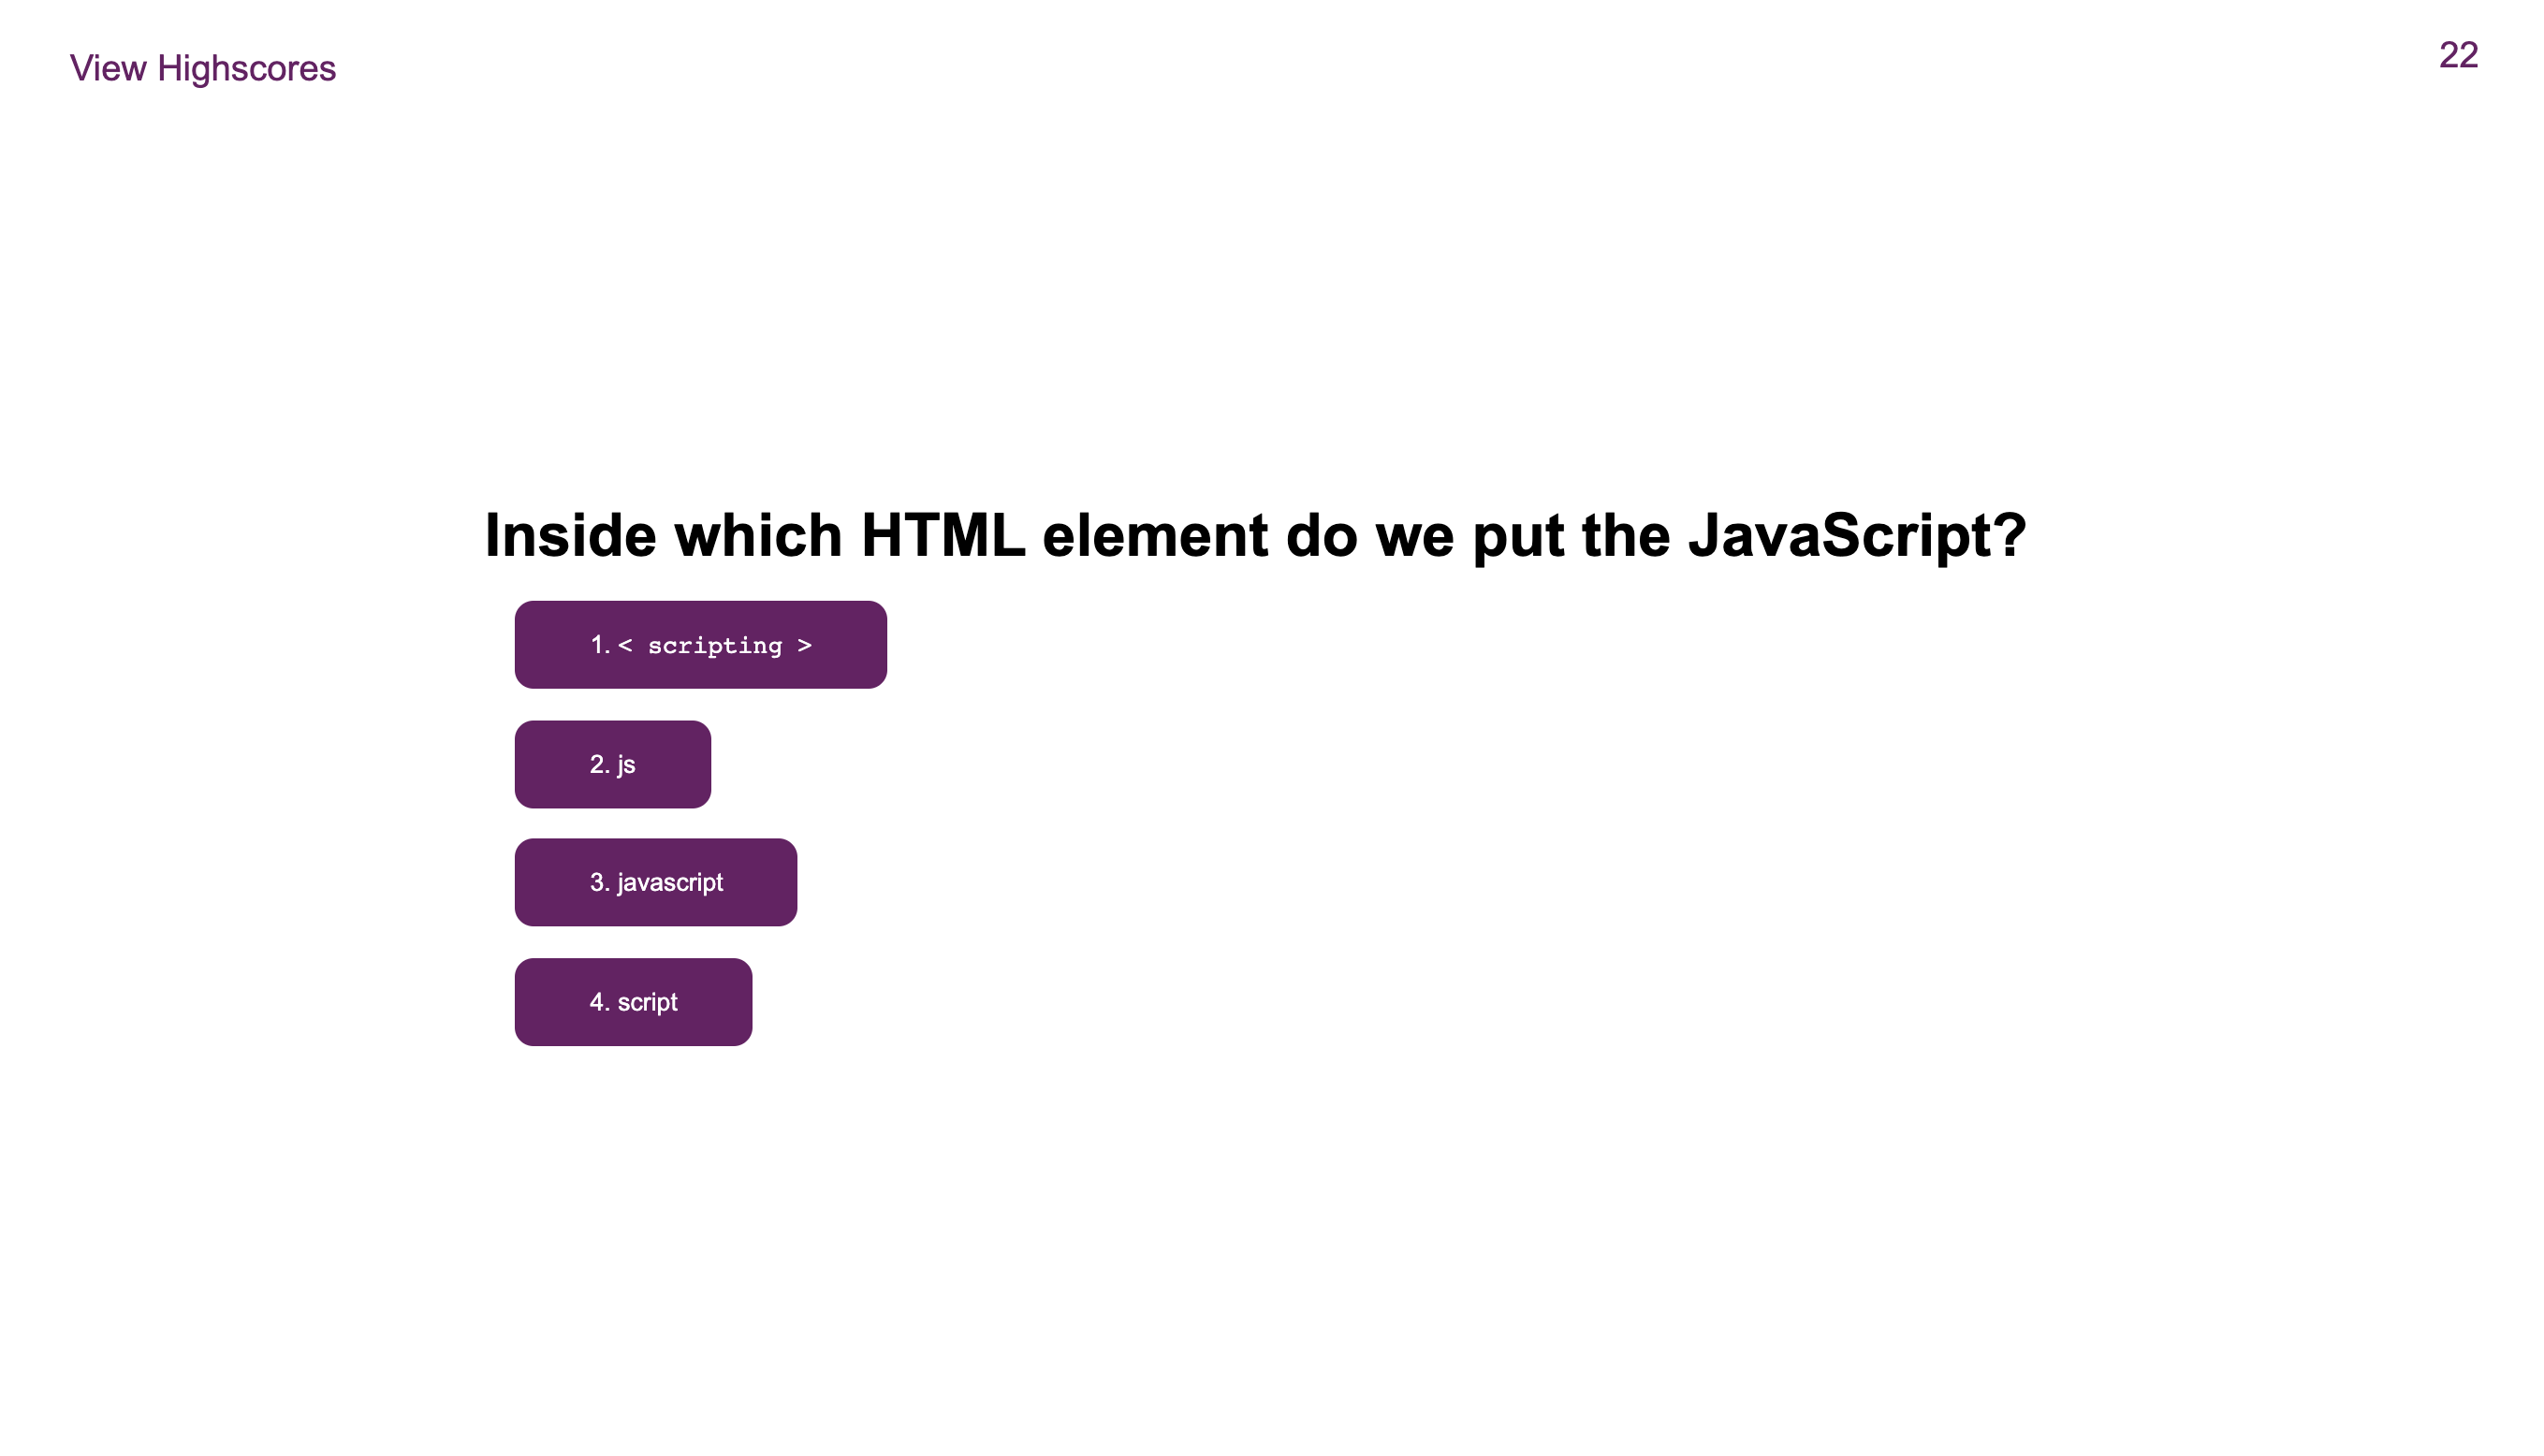 View Highscores
22
Inside which HTML element do we put the JavaScript?
1. < scripting >
2. js
3. javascript
4. script